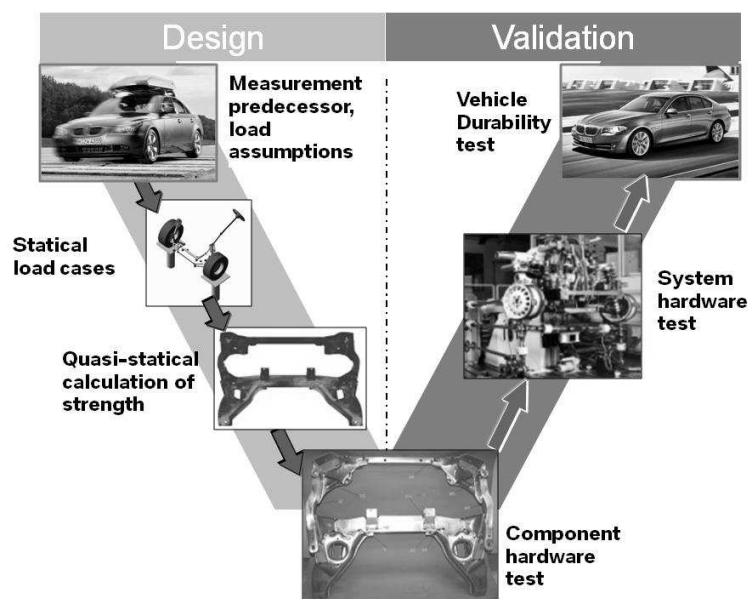 Design
Validation
Measurement
predecessor,
load
assumptions
Vehicle
Durability
test
Statical
load cases
System
hardware
test
Quasi-statical
calculation of
strength
Component
hardware
test